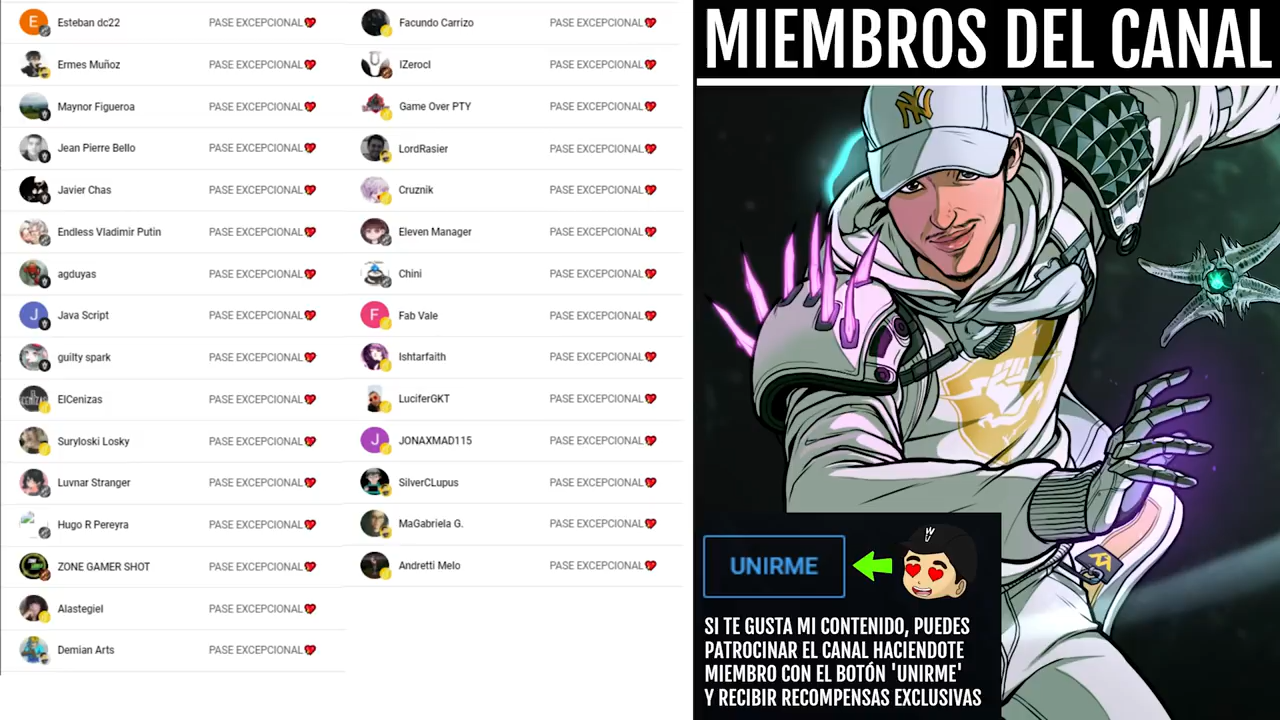 Esteban dc22 PASE EXCEPCIONAL
Ermes Muñoz PASE EXCEPCIONAL
Maynor Figueroa PASE EXCEPCIONAL
Jean Pierre Bello PASE EXCEPCIONAL
Javier Chas PASE EXCEPCIONAL
Endless Vladimir Putin PASE EXCEPCIONAL
agduyas PASE EXCEPCIONAL
J Java Script PASE EXCEPCIONAL
guilty spark PASE EXCEPCIONAL
ElCenizas PASE EXCEPCIONAL
Suryloski Losky PASE EXCEPCIONAL
Luvnar Stranger PASE EXCEPCIONAL
Hugo R Pereyra PASE EXCEPCIONAL
ZONE GAMER SHOT PASE EXCEPCIONAL
Alastegiel PASE EXCEPCIONAL
Demian Arts PASE EXCEPCIONAL
Facundo Carrizo PASE EXCEPCIONAL
IZerocI PASE EXCEPCIONAL
Game Over PTY PASE EXCEPCIONAL
LordRasier PASE EXCEPCIONAL
Cruznik PASE EXCEPCIONAL
Eleven Manager PASE EXCEPCIONAL
Chini PASE EXCEPCIONAL
F Fab Vale PASE EXCEPCIONAL
Ishtarfaith PASE EXCEPCIONAL
LuciferGKT PASE EXCEPCIONAL
J JONAXMAD115 PASE EXCEPCIONAL
SilverCLupus PASE EXCEPCIONAL
MaGabriela G. PASE EXCEPCIONAL
Andretti Melo PASE EXCEPCIONAL
MIEMBROS DEL CANAL
NY
UNIRME
SI TE GUSTA MI CONTENIDO, PUEDES
PATROCINAR EL CANAL HACIENDOTE
MIEMBRO CON EL BOTÓN 'UNIRME'
Y RECIBIR RECOMPENSAS EXCLUSIVAS